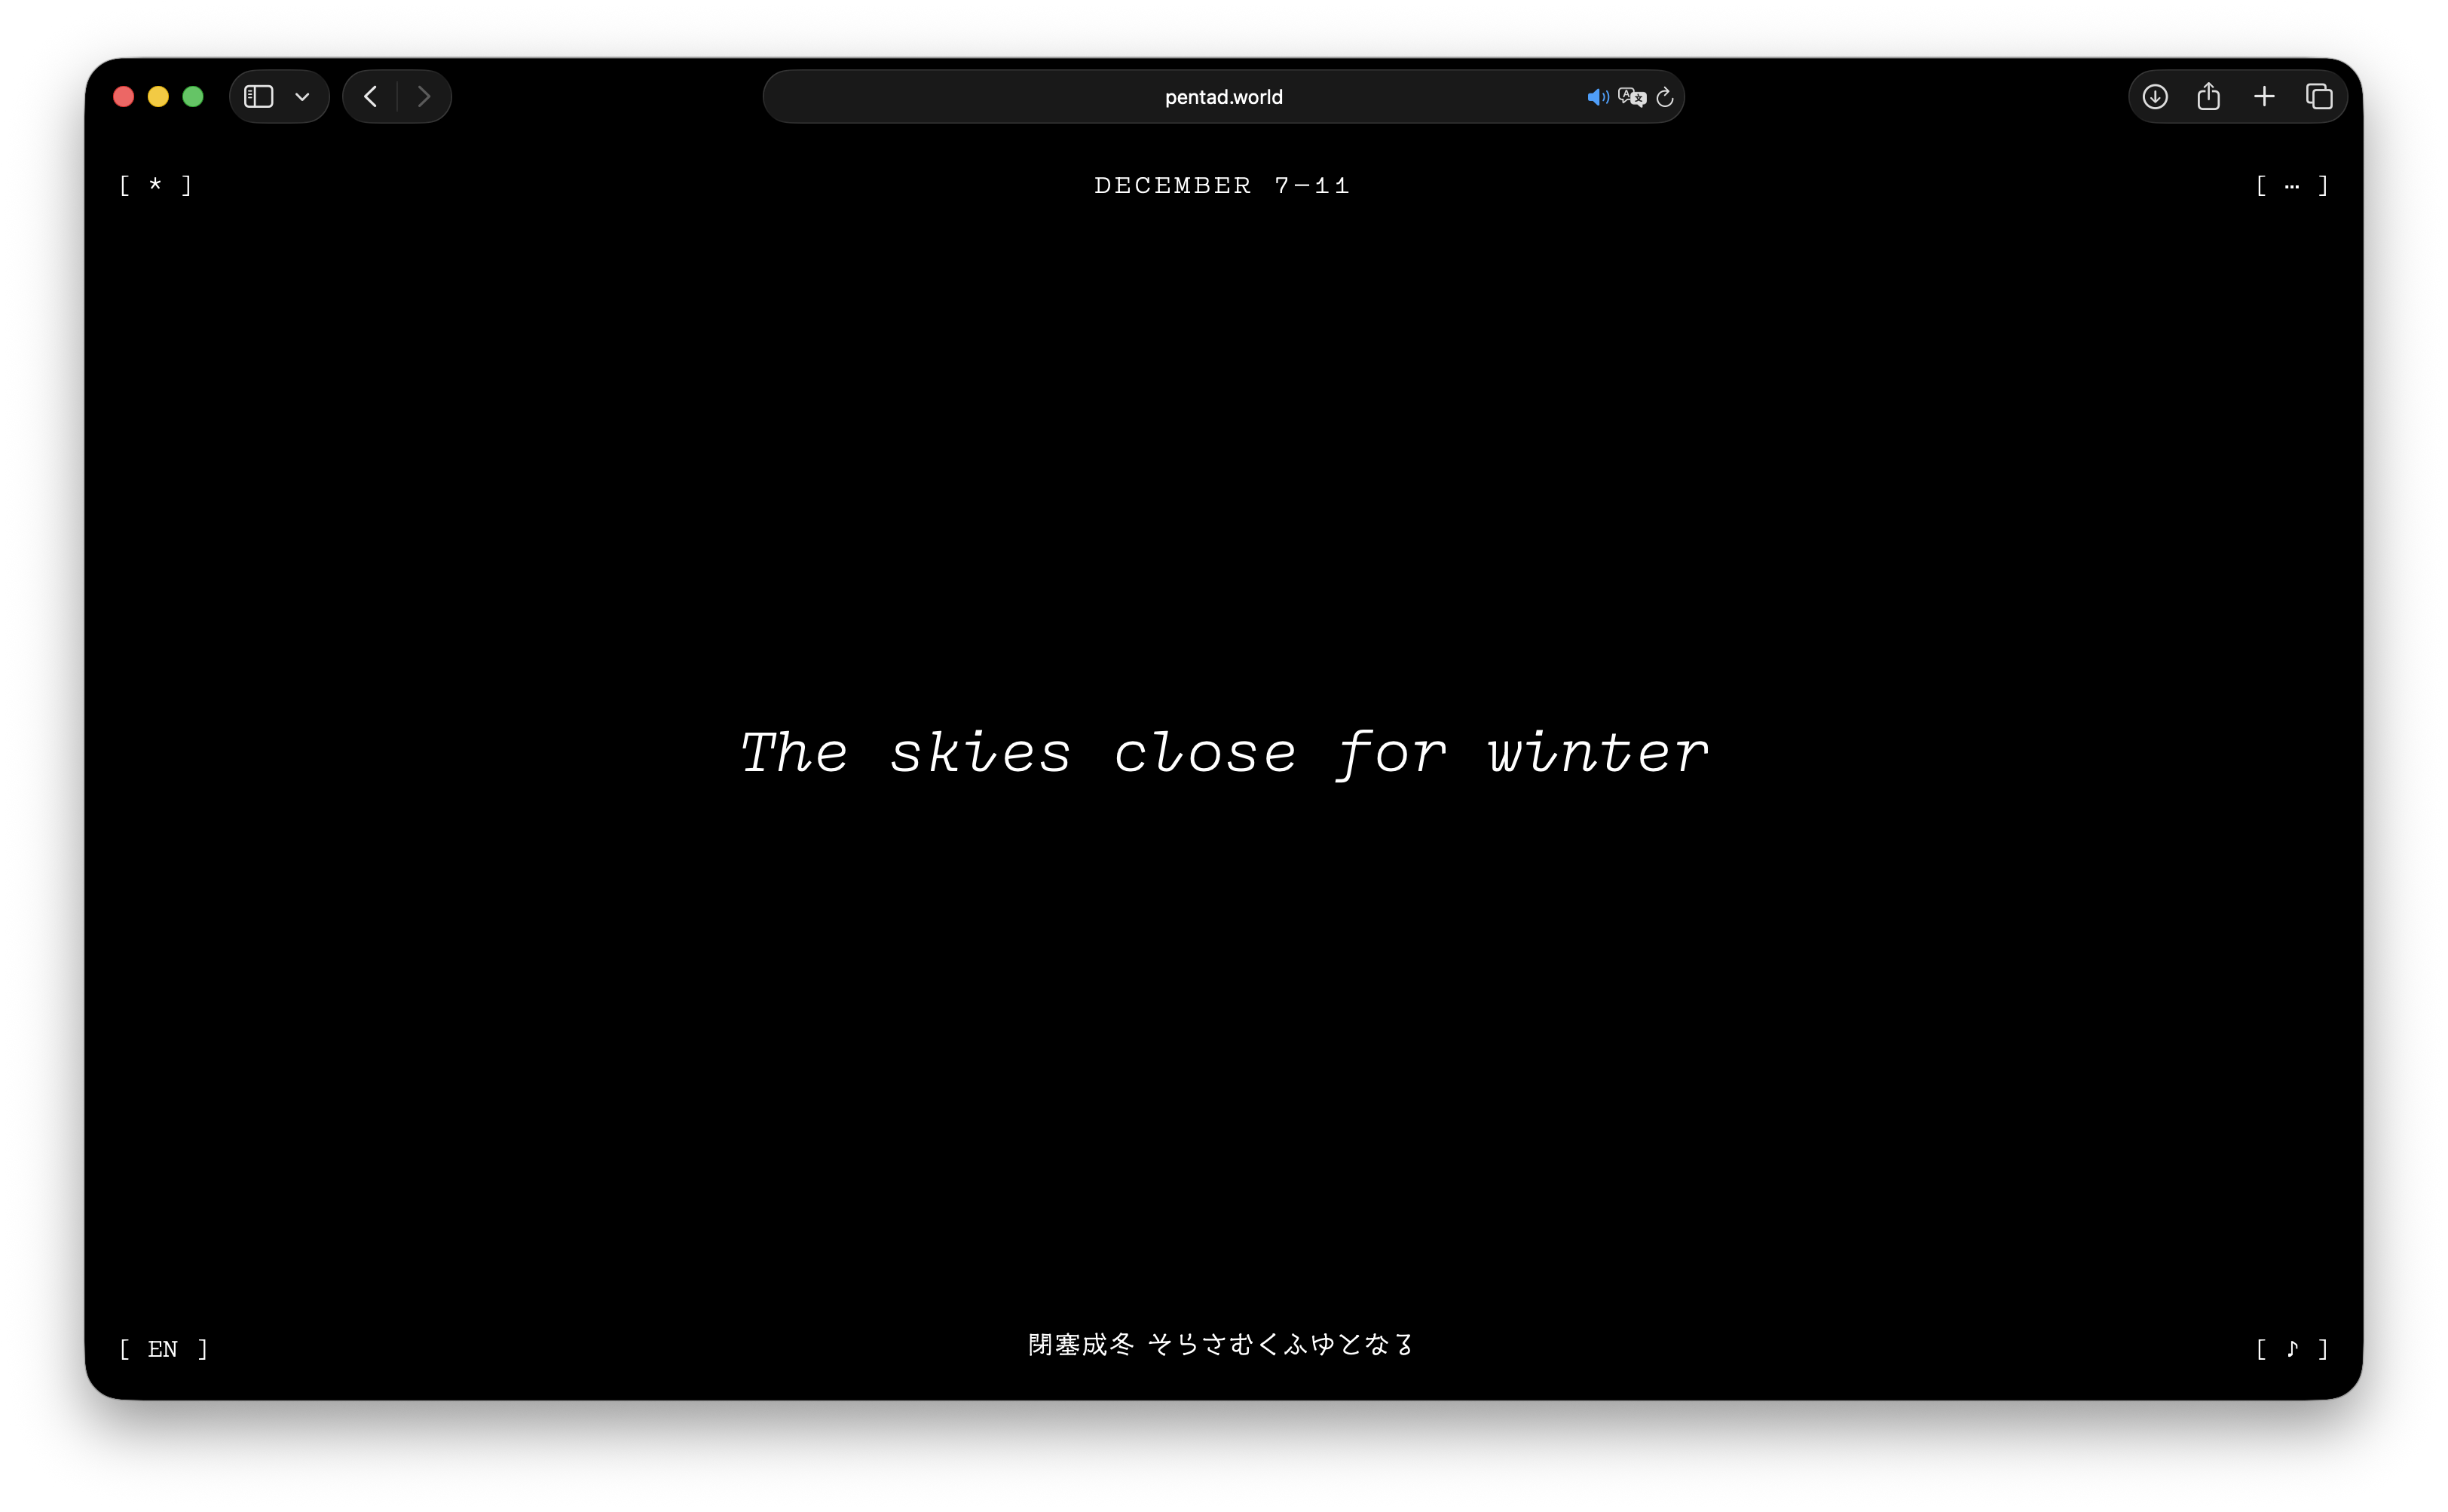 pentad.world
[ * ]
DECEMBER 7—11
[ … ]
The skies close for winter
[ EN ]
閉塞成冬 そらさむくふゆとなる
[ ♪ ]